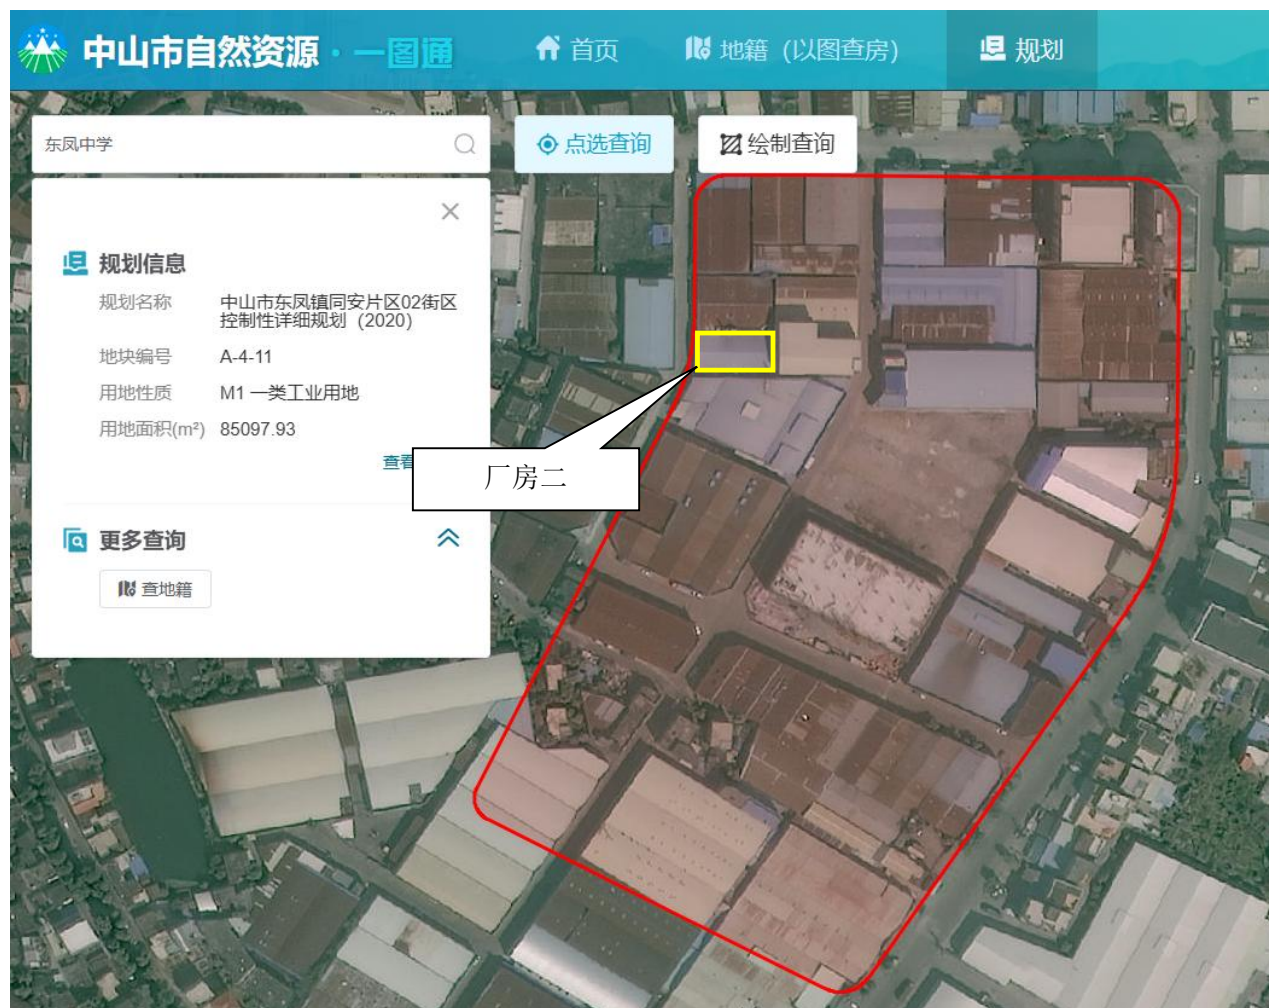 中山市自然资源·一图通
首页
地籍（以图查房）
规划
东凤中学
点选查询
绘制查询
规划信息
规划名称
中山市东凤镇同安片区02街区
控制性详细规划（2020）
地块编号
A-4-11
用地性质
M1 一类工业用地
用地面积(m²)
85097.93
查看
厂房二
更多查询
查地籍